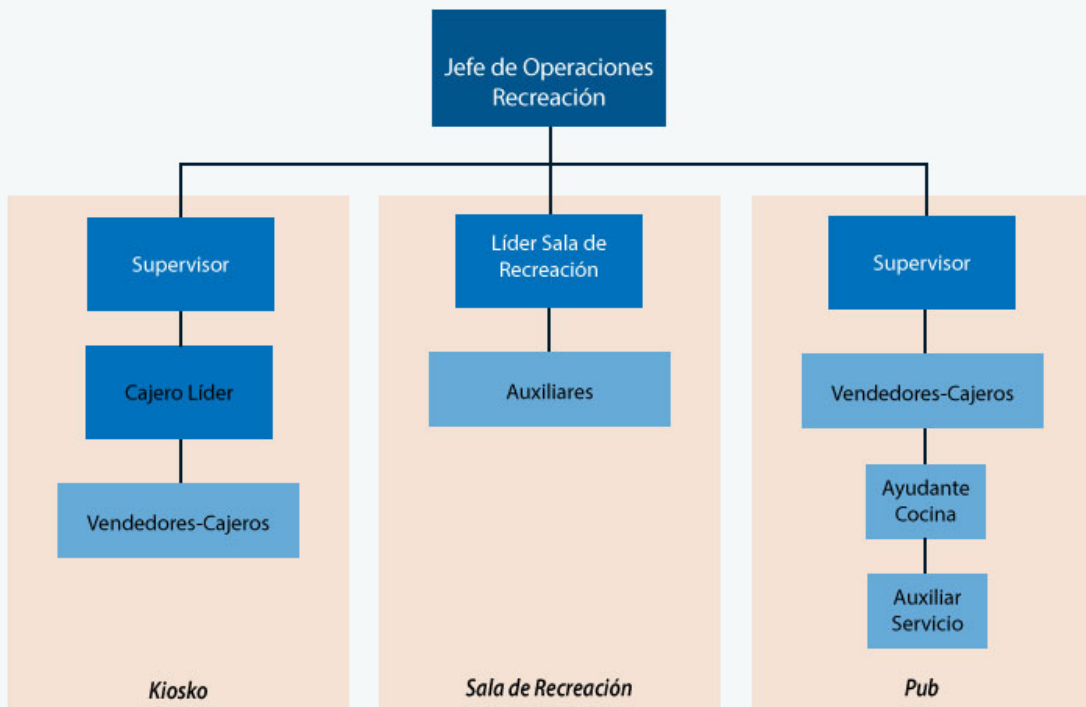 Jefe de Operaciones
Recreación
Supervisor
Cajero Líder
Vendedores-Cajeros
Kiosko
Líder Sala de
Recreación
Auxiliares
Sala de Recreación
Supervisor
Vendedores-Cajeros
Ayudante
Cocina
Auxiliar
Servicio
Pub